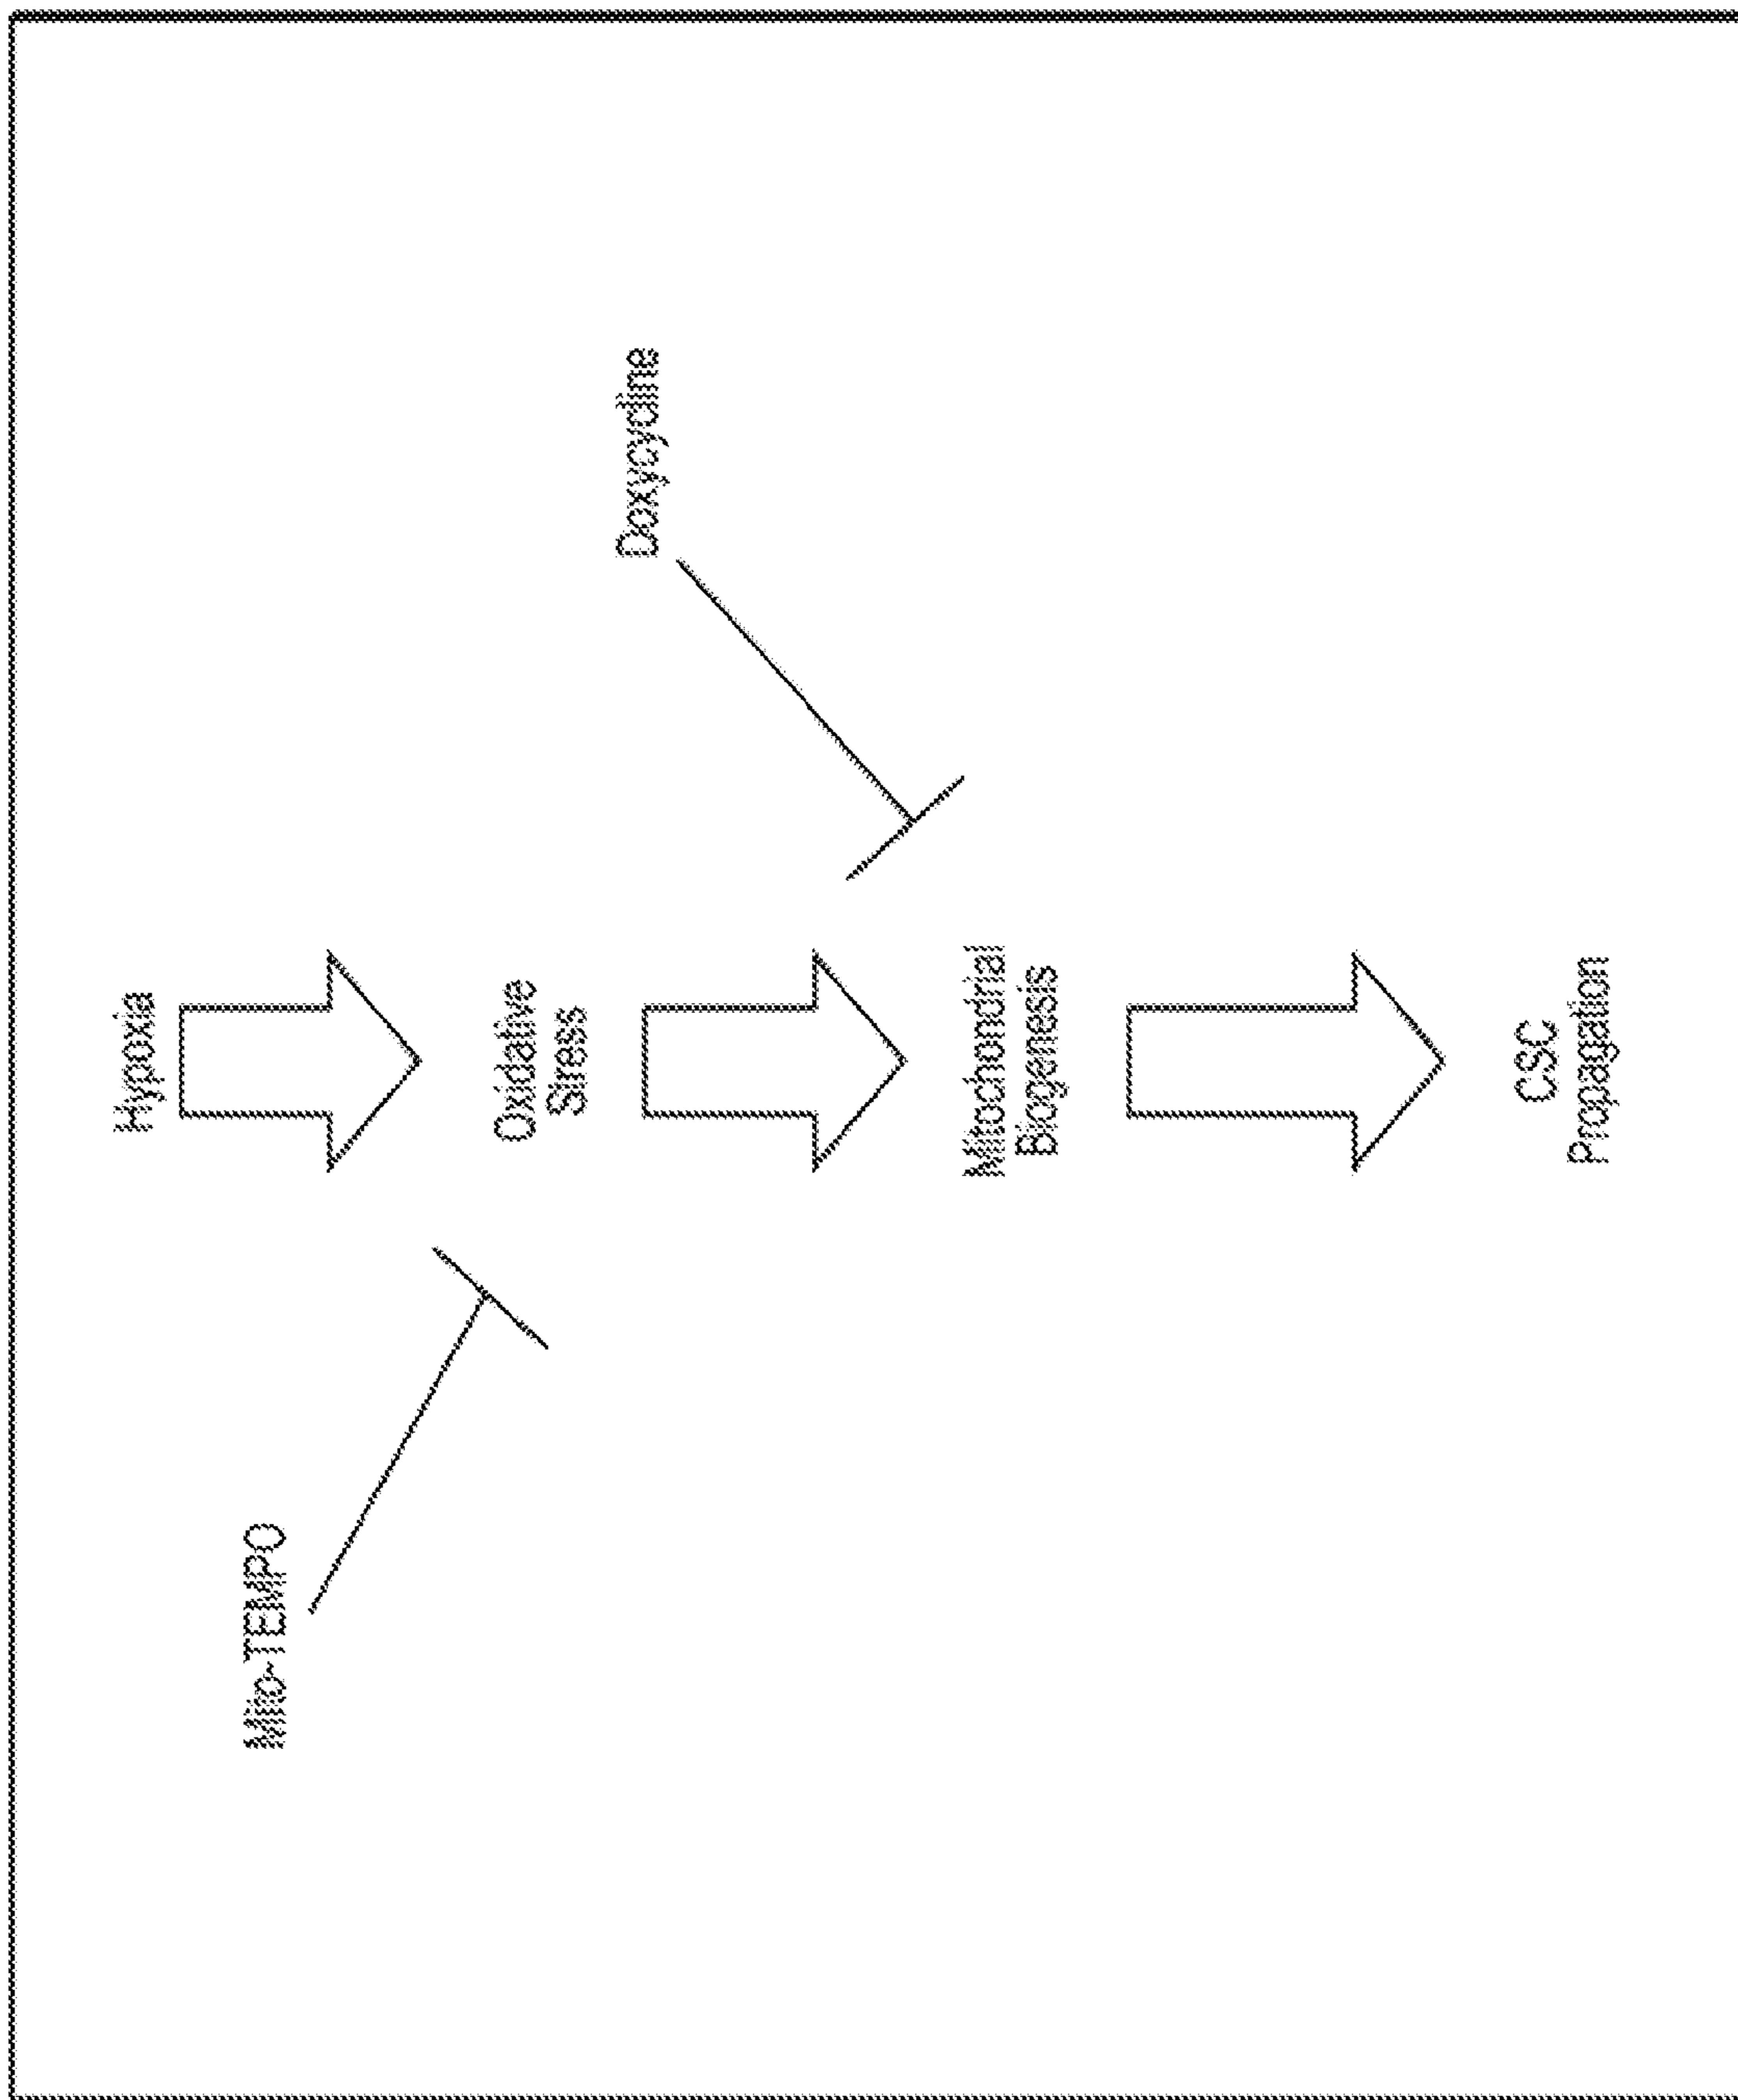 Hypoxia
Mito-TEMPO
Oxidative
Stress
Doxycycline
Mitochondrial
Biogenesis
CSC
Propagation